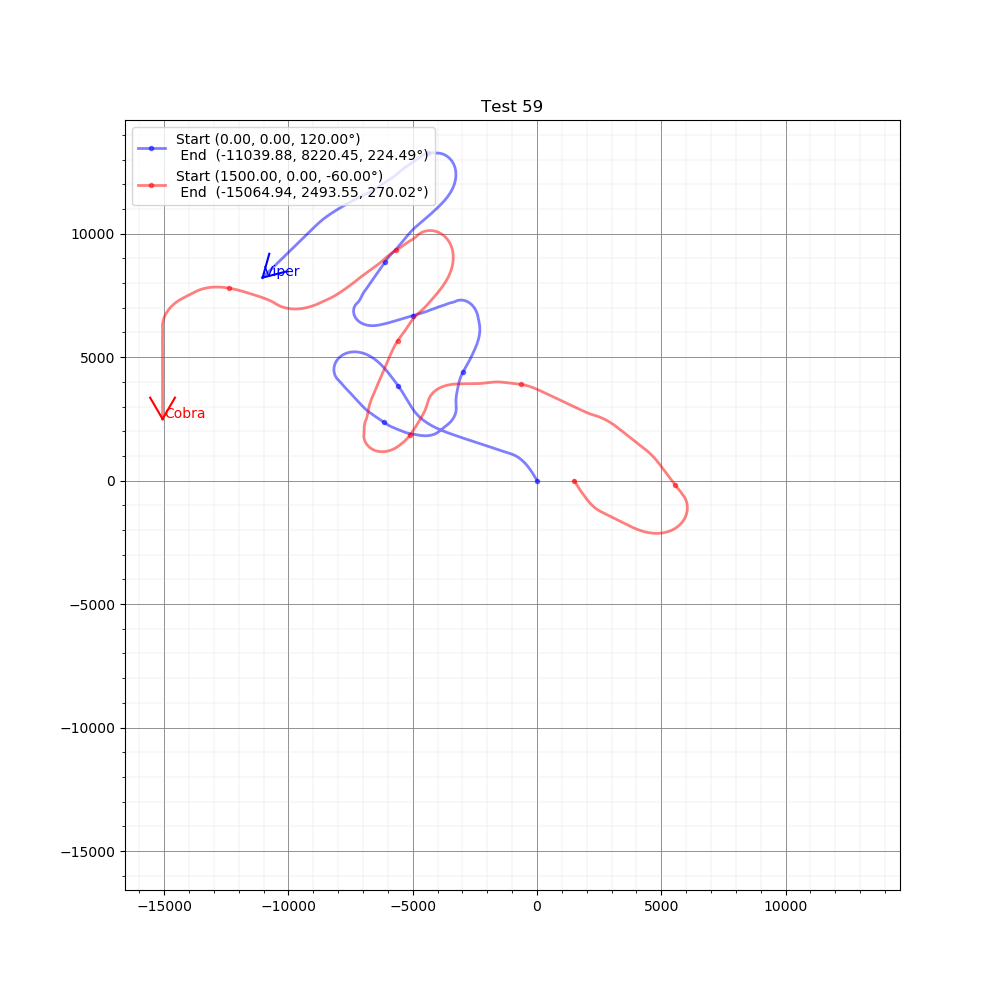 Test 59
Start (0.00, 0.00, 120.00°)
End (-11039.88, 8220.45, 224.49°)
Start (1500.00, 0.00, -60.00°)
End (-15064.94, 2493.55, 270.02°)
10000
Viper
5000
Cobra
0
−5000
−10000
−15000
−15000 −10000 −5000 0 5000 10000